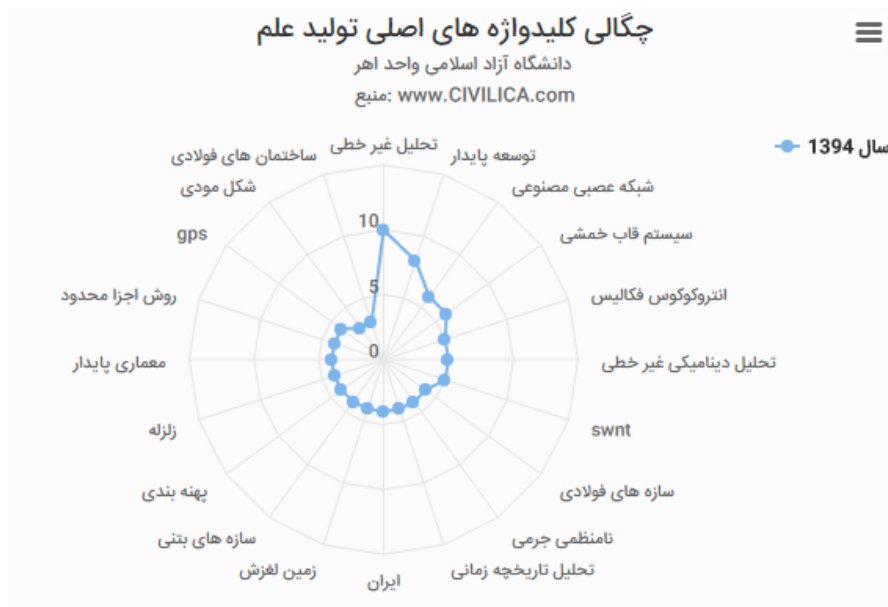 چگالی کلیدواژه های اصلی تولید علم
دانشگاه آزاد اسلامی واحد اهر
منبع: www.CIVILICA.com
سال 1394
تحلیل غیر خطی
توسعه پایدار
شبکه عصبی مصنوعی
سیستم قاب خمشی
انتروکوکوس فکالیس
تحلیل دینامیکی غیر خطی
swnt
سازه های فولادی
نامنظمی جرمی
تحلیل تاریخچه زمانی
ایران
زمین لغزش
سازه های بتنی
پهنه بندی
زلزله
معماری پایدار
روش اجزا محدود
gps
شکل مودی
ساختمان های فولادی
10
5
0